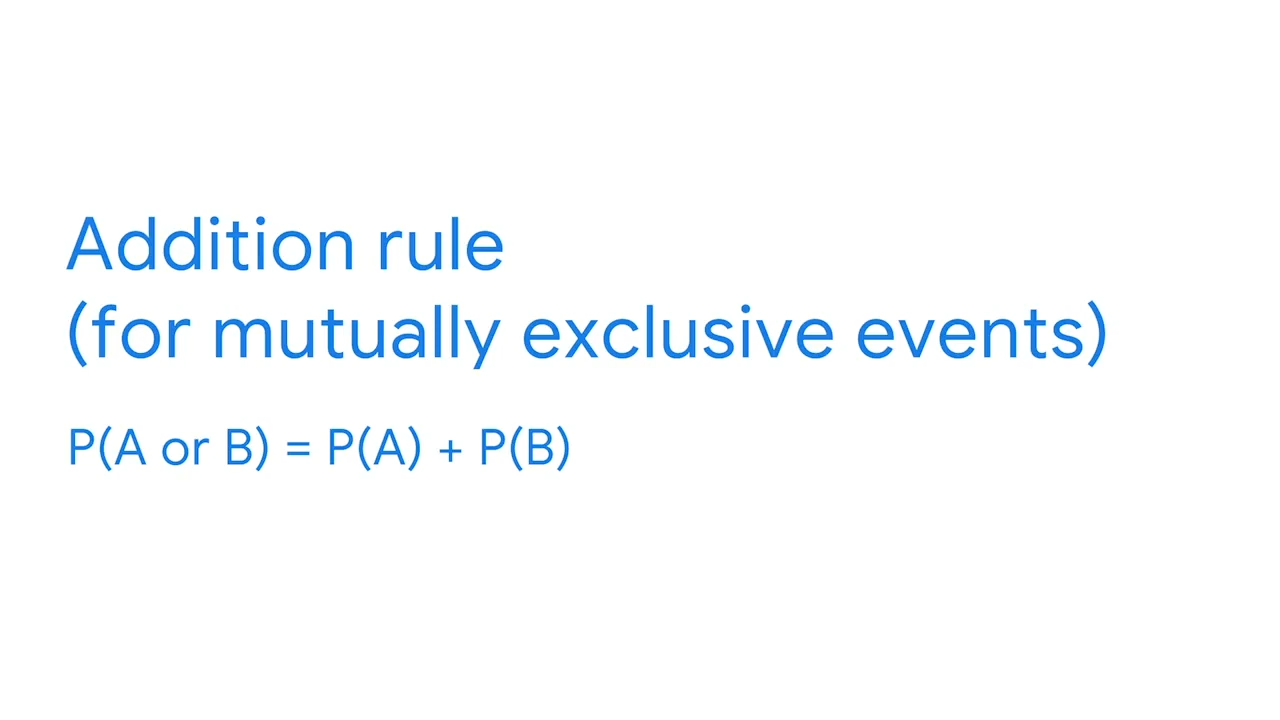 Addition rule
(for mutually exclusive events)
P(A or B) = P(A) + P(B)